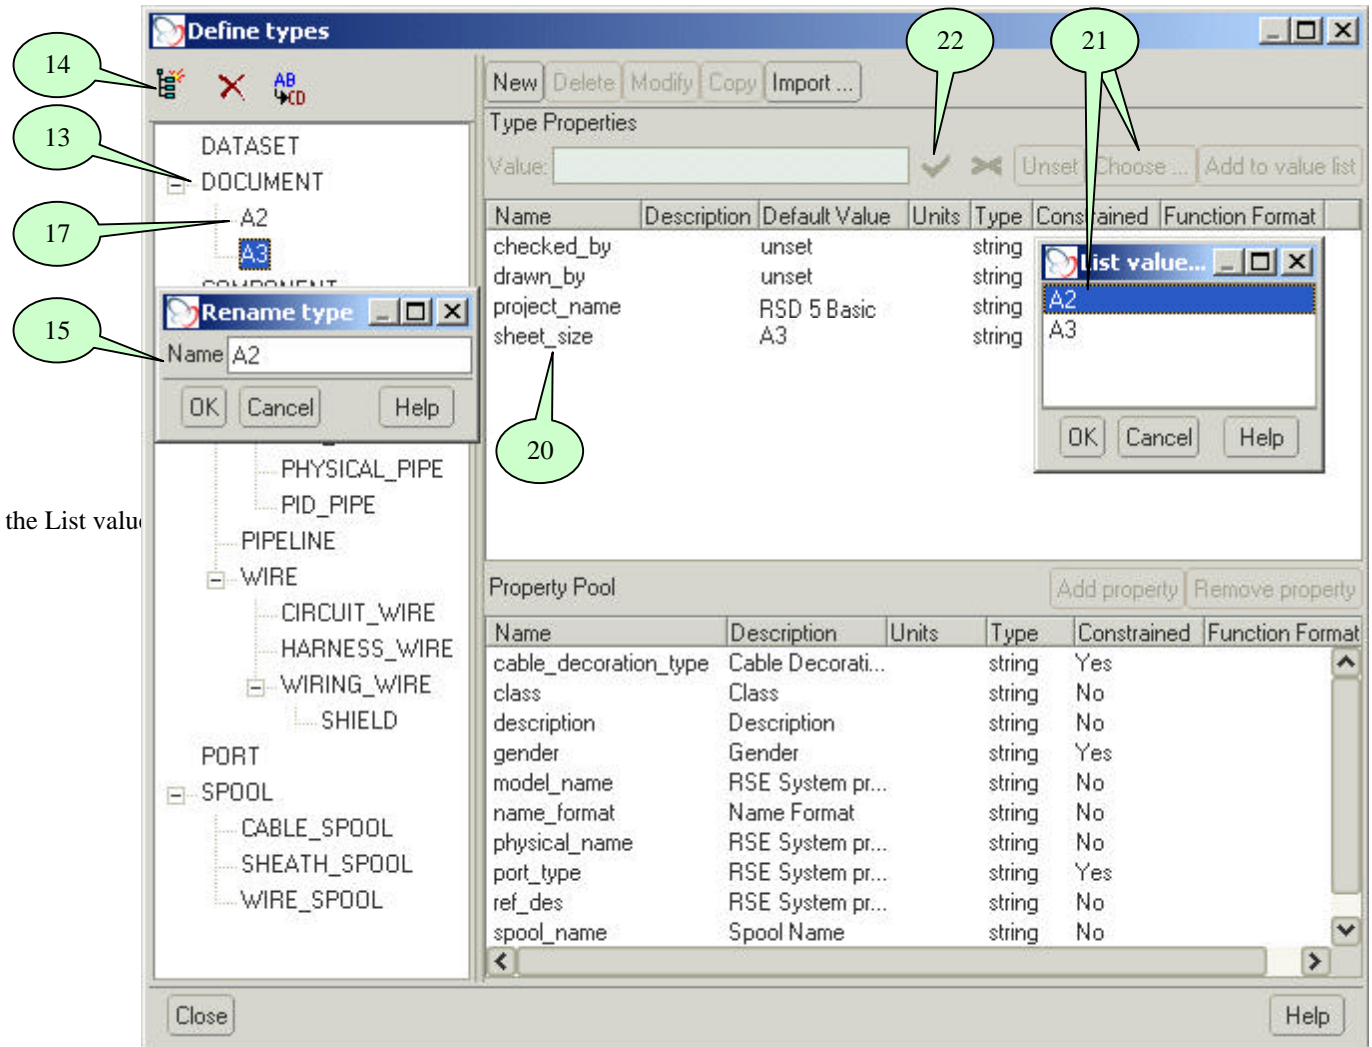 Define types
22
21
14
AB
CD
New Delete Modify Copy Import ...
Type Properties
13
DATASET
Value: Unset Choose ... Add to value list
DOCUMENT
17
A2
A3
Name Description Default Value Units Type Constrained Function Format
checked_by unset string
drawn_by unset string
project_name RSD 5 Basic string
sheet_size A3 string
List value...
A2
A3
OK Cancel Help
COMPONENT
15
Rename type
Name A2
OK Cancel Help
20
PHYSICAL_PIPE
PID_PIPE
the List value
PIPELINE
WIRE
CIRCUIT_WIRE
HARNESS_WIRE
WIRING_WIRE
SHIELD
PORT
SPOOL
CABLE_SPOOL
SHEATH_SPOOL
WIRE_SPOOL
Property Pool Add property Remove property
Name Description Units Type Constrained Function Format
cable_decoration_type Cable Decorati... string Yes
class Class string No
description Description string No
gender Gender string Yes
model_name RSE System pr... string No
name_format Name Format string No
physical_name RSE System pr... string No
port_type RSE System pr... string Yes
ref_des RSE System pr... string No
spool_name Spool Name string No
Close Help